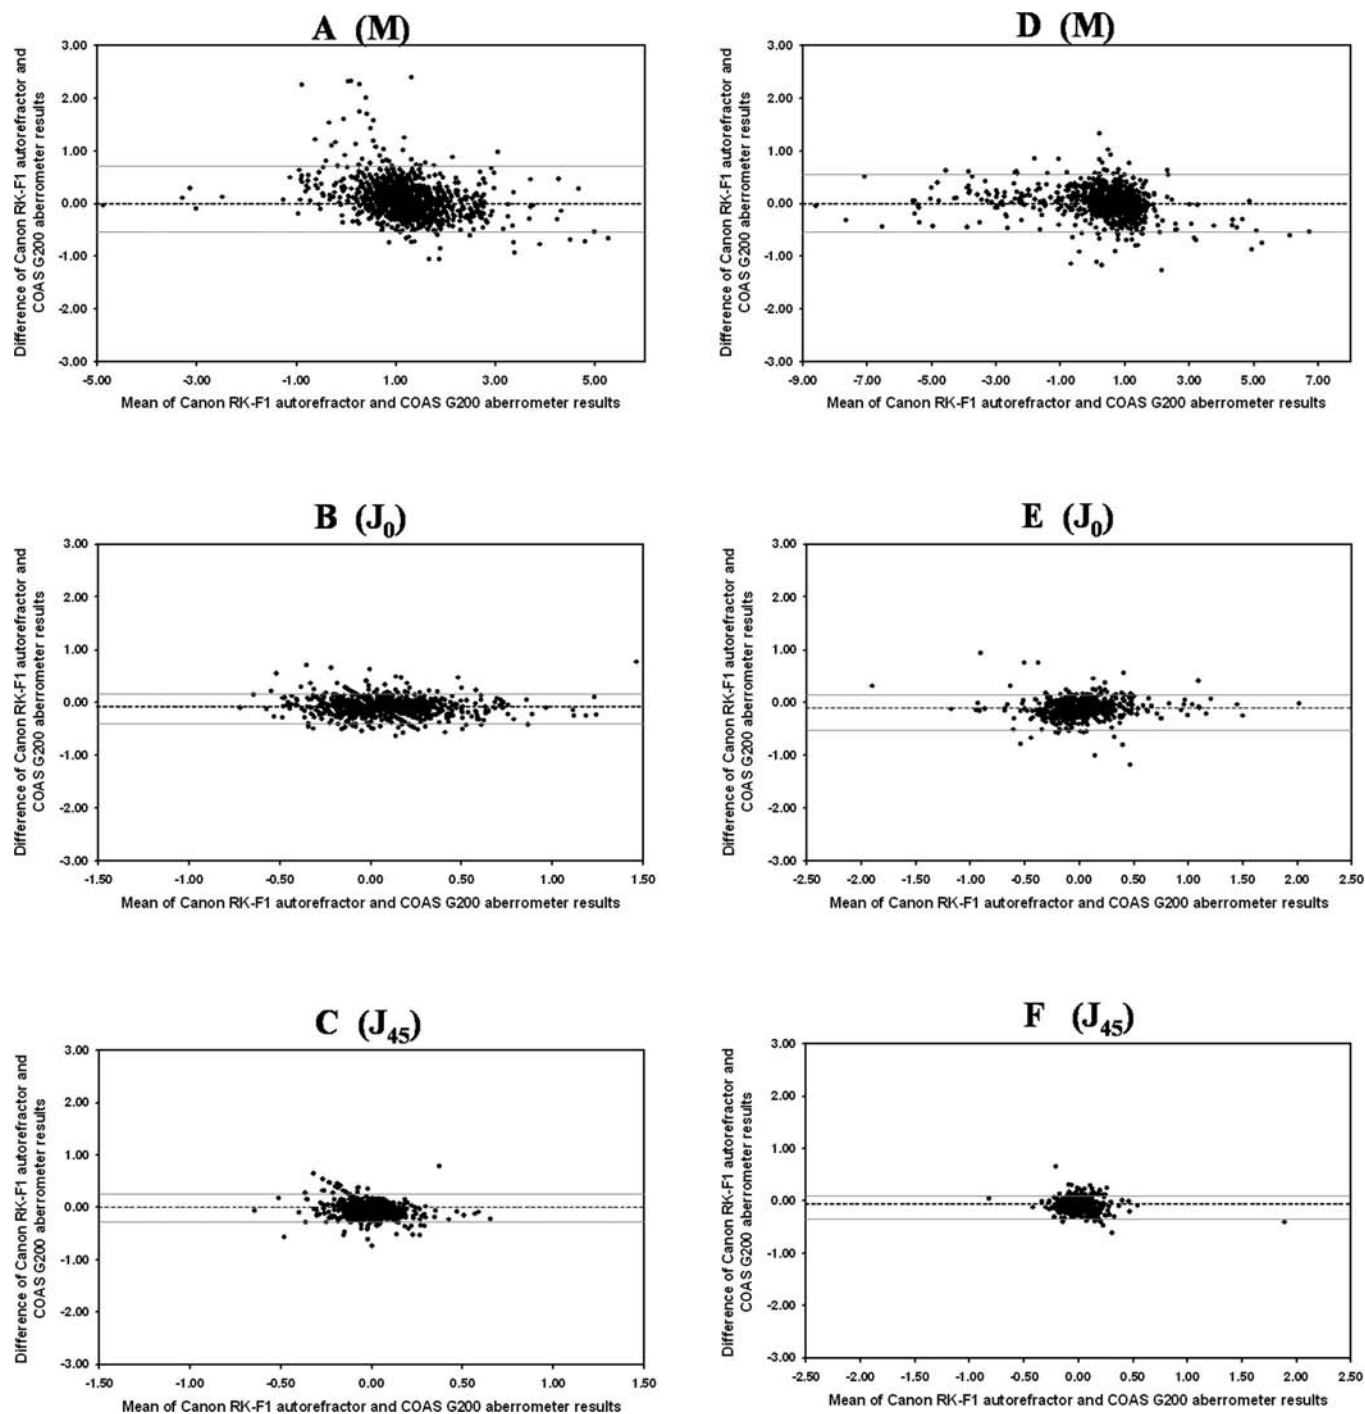 A (M)
Difference of Canon RK-F1 autorefractor and
COAS G200 aberrometer results
3.00
2.00
1.00
0.00
-1.00
-2.00
-3.00
-5.00 -3.00 -1.00 1.00 3.00 5.00
Mean of Canon RK-F1 autorefractor and COAS G200 aberrometer results
D (M)
Difference of Canon RK-F1 autorefractor and
COAS G200 aberrometer results
3.00
2.00
1.00
0.00
-1.00
-2.00
-3.00
-9.00 -7.00 -5.00 -3.00 -1.00 1.00 3.00 5.00 7.00
Mean of Canon RK-F1 autorefractor and COAS G200 aberrometer results
B (J0)
Difference of Canon RK-F1 autorefractor and
COAS G200 aberrometer results
3.00
2.00
1.00
0.00
-1.00
-2.00
-3.00
-1.50 -1.00 -0.50 0.00 0.50 1.00 1.50
Mean of Canon RK-F1 autorefractor and COAS G200 aberrometer results
E (J0)
Difference of Canon RK-F1 autorefractor and
COAS G200 aberrometer results
3.00
2.00
1.00
0.00
-1.00
-2.00
-3.00
-2.50 -1.50 -0.50 0.00 0.50 1.00 1.50 2.00 2.50
Mean of Canon RK-F1 autorefractor and COAS G200 aberrometer results
C (J45)
Difference of Canon RK-F1 autorefractor and
COAS G200 aberrometer results
3.00
2.00
1.00
0.00
-1.00
-2.00
-3.00
-1.50 -1.00 -0.50 0.00 0.50 1.00 1.50
Mean of Canon RK-F1 autorefractor and COAS G200 aberrometer results
F (J45)
Difference of Canon RK-F1 autorefractor and
COAS G200 aberrometer results
3.00
2.00
1.00
0.00
-1.00
-2.00
-3.00
-2.50 -2.00 -1.50 -1.00 -0.50 0.00 0.50 1.00 1.50 2.00 2.50
Mean of Canon RK-F1 autorefractor and COAS G200 aberrometer results